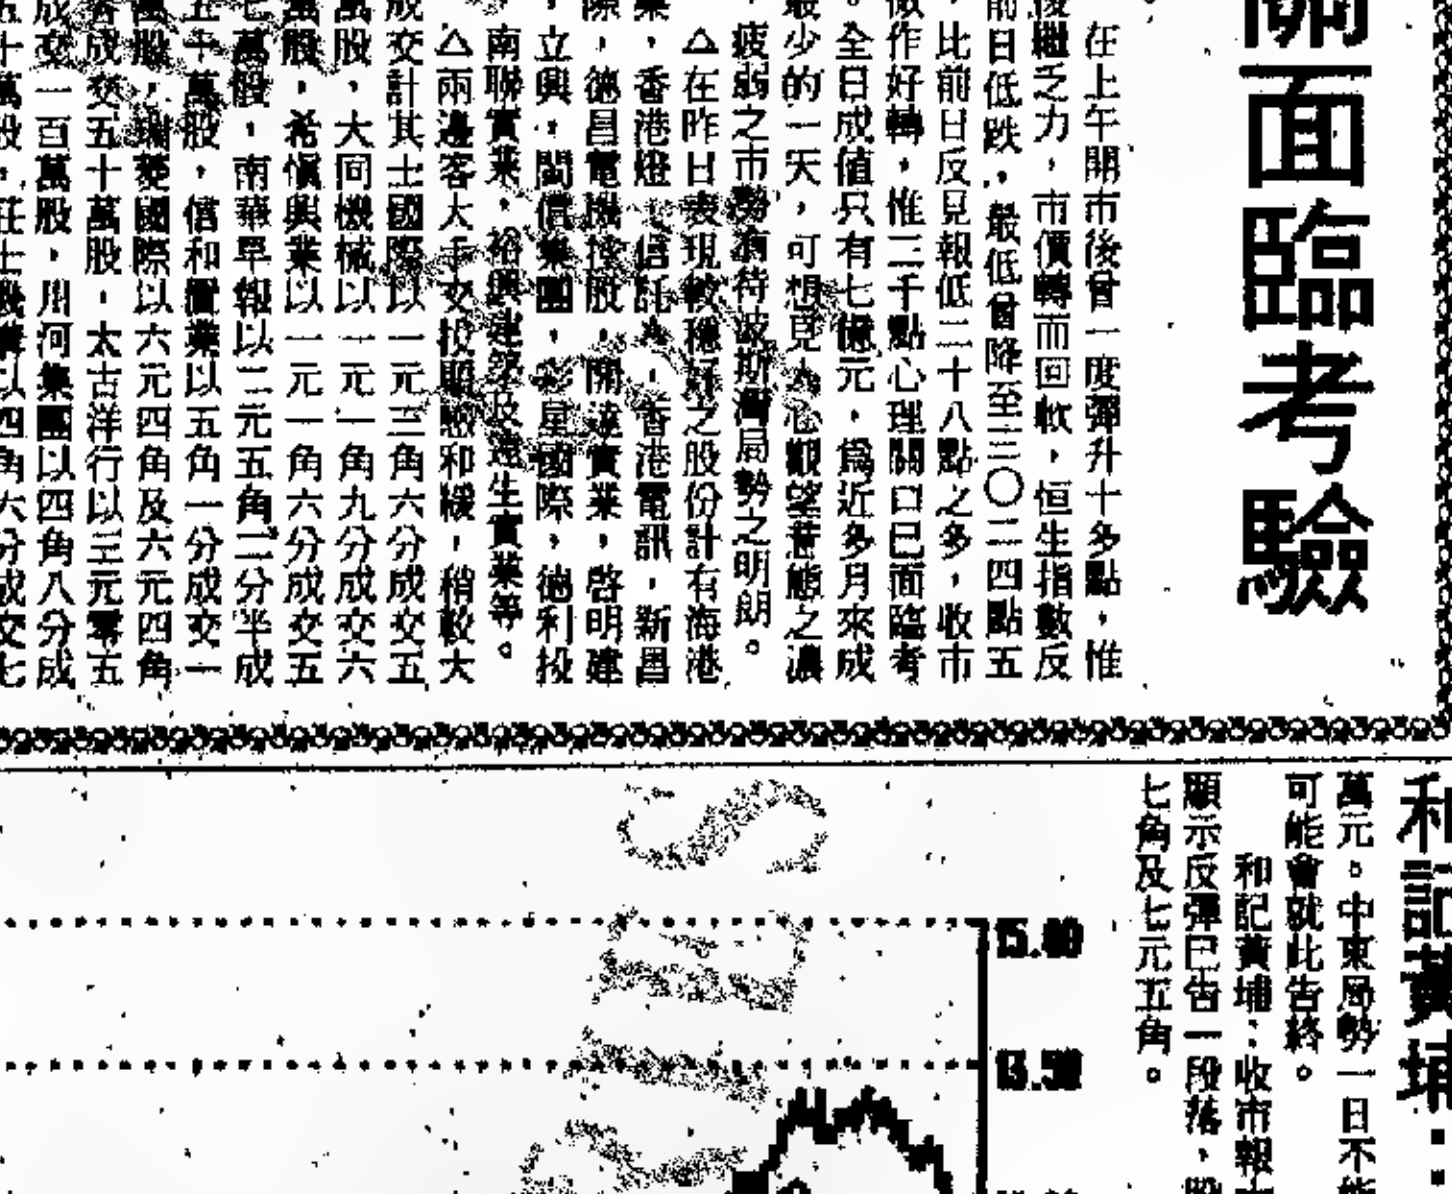 關面臨考驗
在上午開市後曾一度彈升十多點，惟
後繼乏力，市價轉而回軟，恒生指數反
前日低跌，最低曾降至三〇二四點五
，比前日反見報低三十八點之多，收市
做作好轉，惟三千點心理關口已面臨考
。全日成值只有七億元，為近多月來成
最少的一天，可想見人心觀望普態之濃
，疲弱之市勢有待波斯灣局勢之明朗。
△在昨日表現較穩好之股份計有海港
業，香港燈，信託，香港電訊，新昌
際，德昌電機控股，開達實業，啓明建
，立興，閩信集團，彩星國際，德利投
，南聯實業，裕興建築及遠生實業等。
△兩邊客大手交投顯態和緩，稍較大
成交計其士國際以一元三角六分成交五
萬股，大同機械以一元一角九分成交六
萬股，希慎興業以一元一角六分成交五
七萬股，南華早報以二元五角二分半成
五十萬股，信和置業以五角一分成交一
萬股，瑞菱國際以六元四角及六元四角
成交五十萬股，太古洋行以三元零五
成交一百萬股，川河集團以四角八分成
五十萬股，以四角六分成交七
和記黃埔：
萬元。中東局勢一日不能
可能會就此告終。
和記黃埔：收市報
顯示反彈已告一段落，股
七角及七元五角。
15.00
13.50